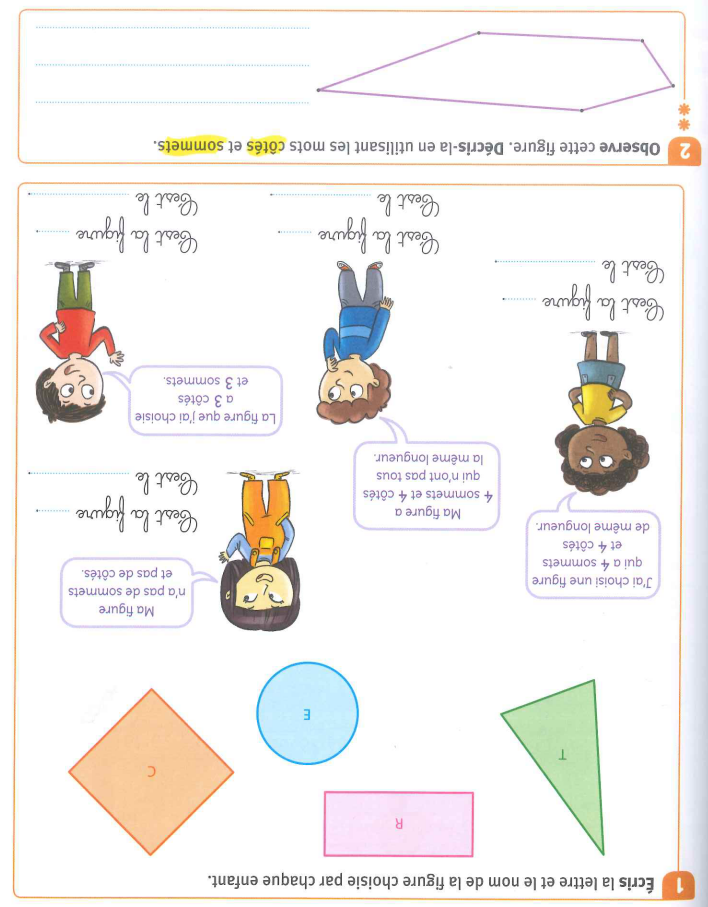 1 Écris la lettre et le nom de la figure choisie par chaque enfant.
T
R
E
C
J'ai choisi une figure
qui a 4 sommets
et 4 côtés
de même longueur.
C'est la figure
C'est le
Ma figure a
4 sommets et 4 côtés
qui n'ont pas tous
la même longueur.
C'est la figure
C'est le
Ma figure
n'a pas de sommets
et pas de côtés.
C'est la figure
C'est le
La figure que j'ai choisie
a 3 côtés
et 3 sommets.
C'est la figure
C'est le
2 Observe cette figure. Décris-la en utilisant les mots côtés et sommets.